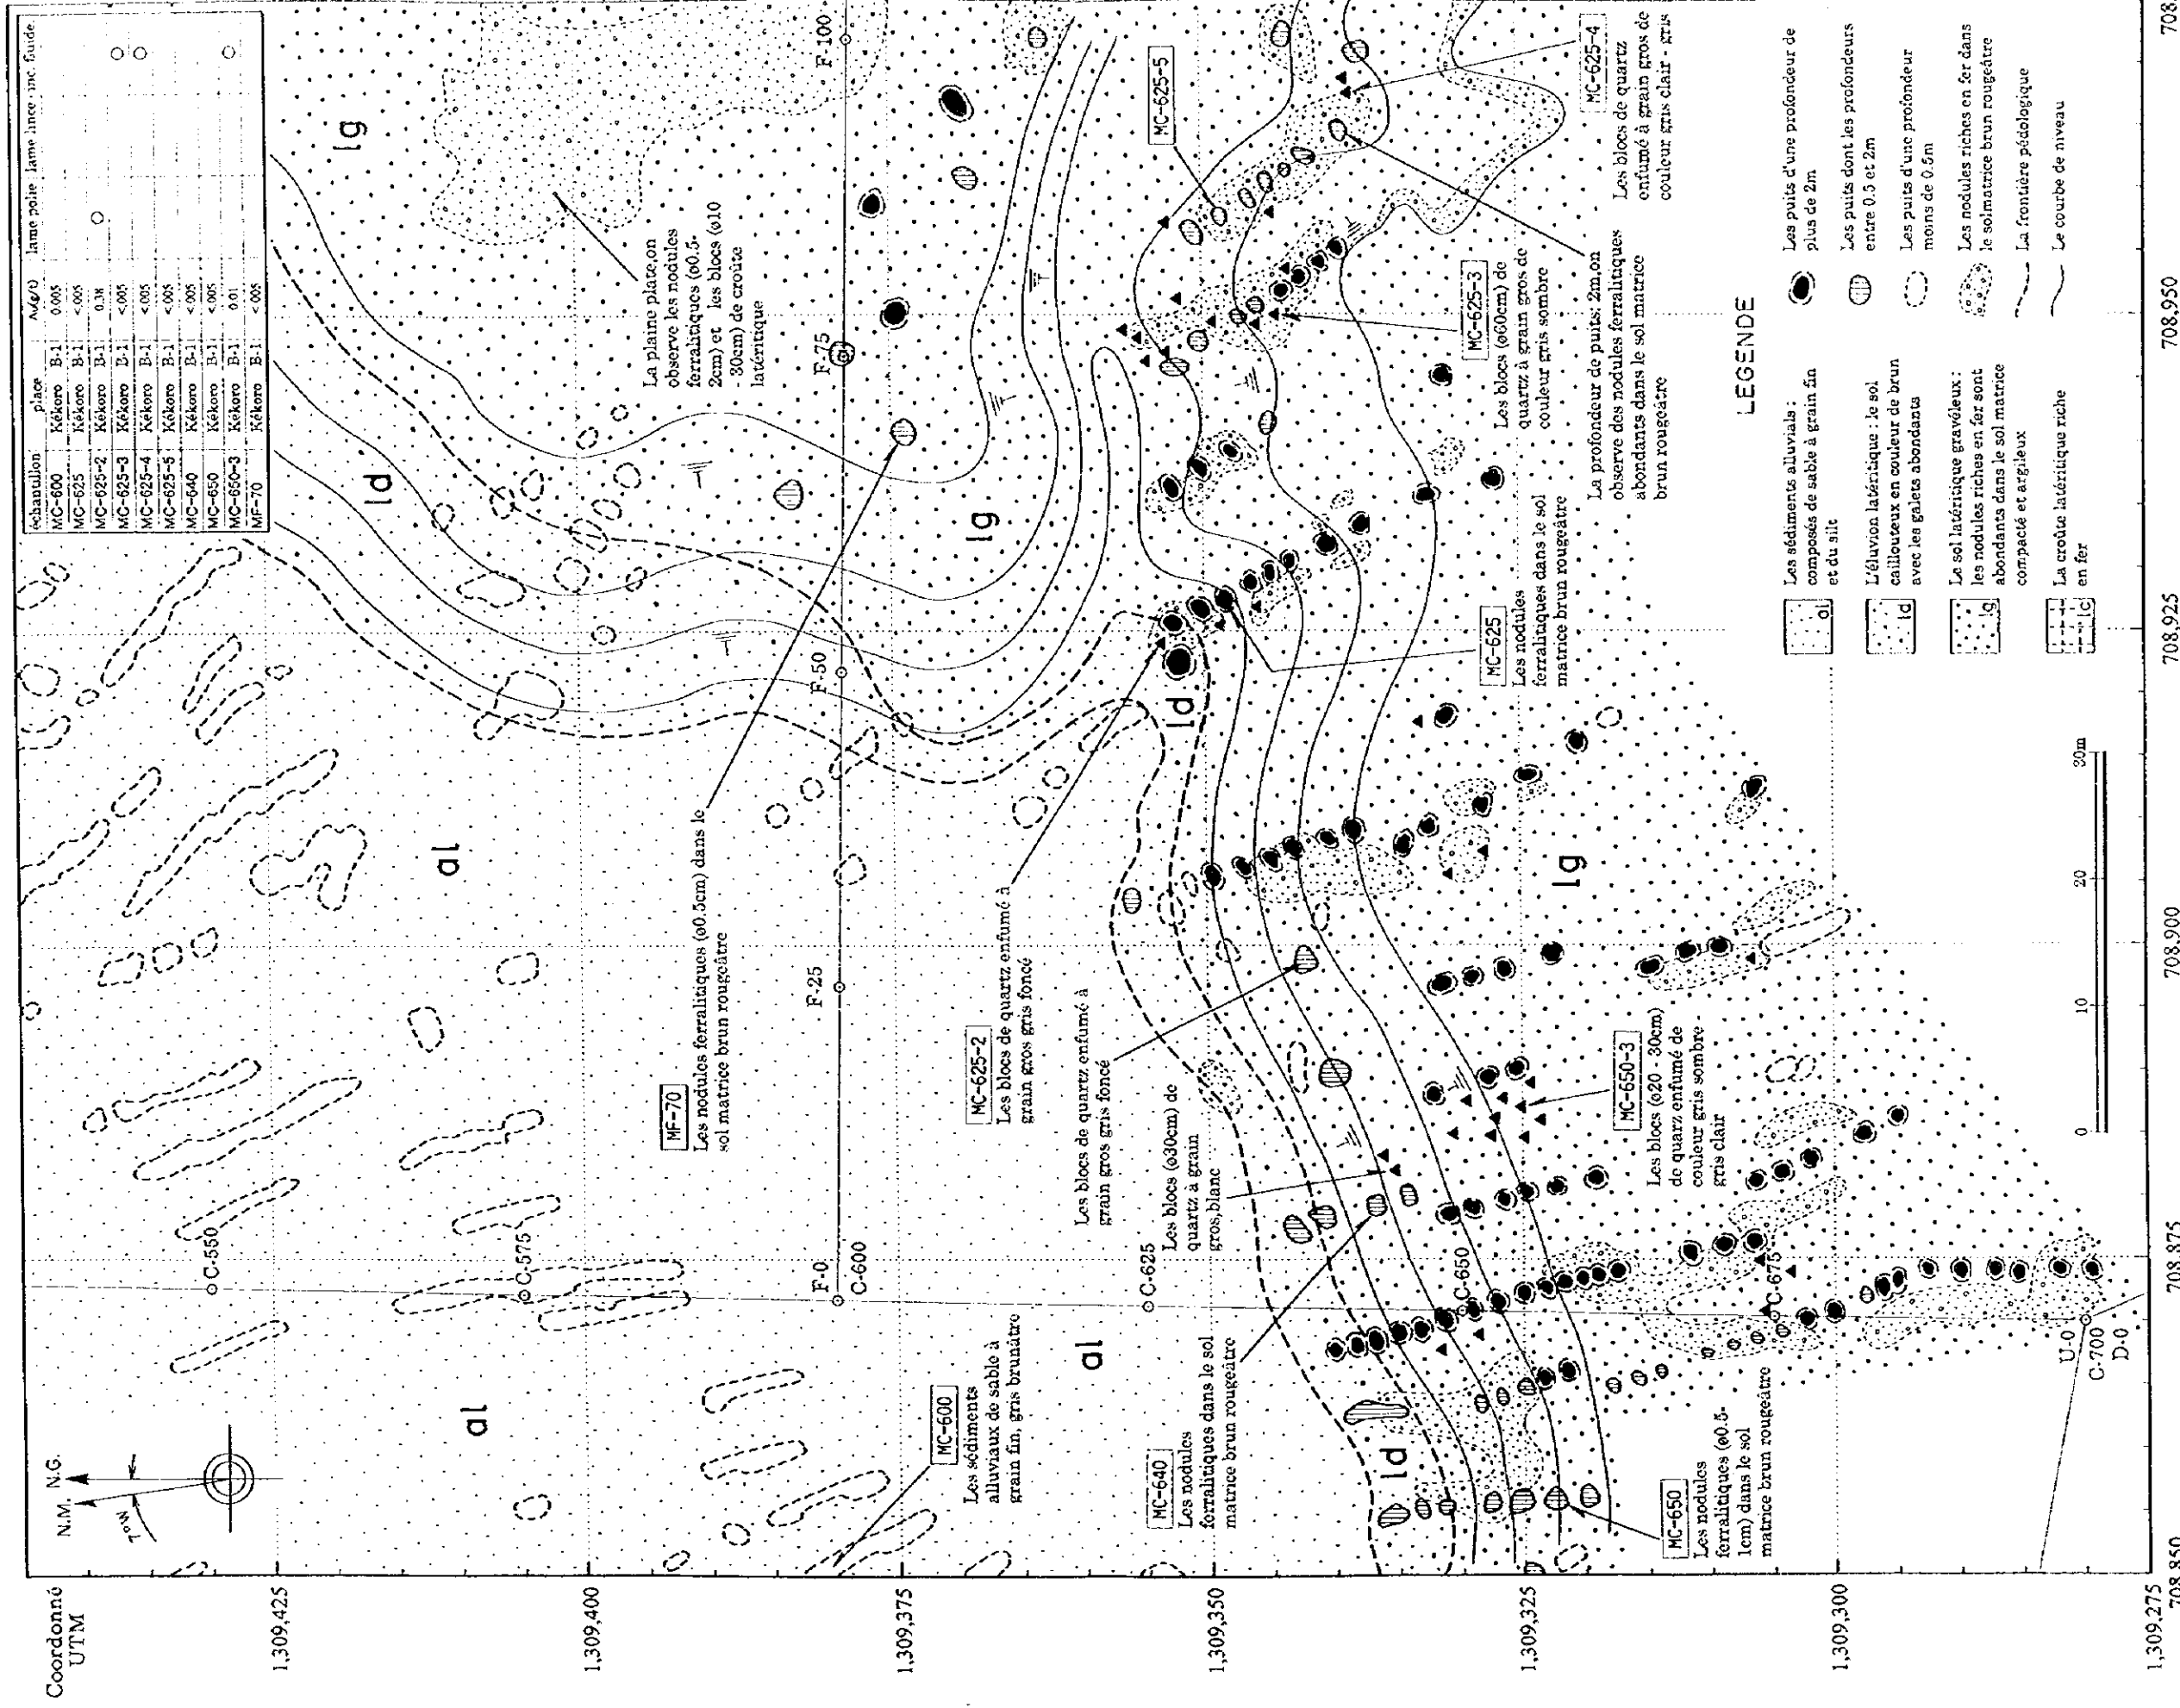 Coordonné
UTM
N.M. N.G.
7°W
échantillon place Au(g/t) lame polie lame mince inc. fluide
MC-600 Kékoro B-1 0.005
MC-625 Kékoro B-1 <.005
MC-625-2 Kékoro B-1 ○
MC-625-3 Kékoro B-1 <.005 ○
MC-625-4 Kékoro B-1 <.005 ○
MC-625-5 Kékoro B-1 <.005
MC-640 Kékoro B-1 <.005
MC-650 Kékoro B-1 <.005
MC-650-3 Kékoro B-1 0.01 ○
MF-70 Kékoro B-1 <.005
1,309,425
1,309,400
1,309,375
1,309,350
1,309,325
1,309,300
1,309,275
708,850
708,875
708,900
708,925
708,950
708,
al
al
al
ld
ld
ld
lg
lg
lg
C-550
C-575
F-0
C-600
F-25
F-50
F-75
F-100
C-625
C-650
C-675
U-0
C-700
D-0
La plaine plate,on
observe les nodules
ferralitiques (ø0.5-
2cm) et les blocs (ø10
- 30cm) de croûte
latéritique
MF-70
Les nodules ferralitiques (ø0.5cm) dans le
sol matrice brun rougeâtre
MC-600
Les sédiments
alluviaux de sable à
grain fin, gris brunâtre
MC-625-2
Les blocs de quartz enfumé à
grain gros gris foncé
Les blocs de quartz enfumé à
grain gros gris foncé
Les blocs (ø30cm) de
quartz à grain
gros,blanc
MC-640
Les nodules
ferralitiques dans le sol
matrice brun rougeâtre
MC-650
Les nodules
ferralitiques (ø0.5-
1cm) dans le sol
matrice brun rougeâtre
MC-650-3
Les blocs (ø20 - 30cm)
de quarz enfumé de
couleur gris sombre -
gris clair
MC-625
Les nodules
ferralitiques dans le sol
matrice brun rougeâtre
MC-625-5
MC-625-3
Les blocs (ø60cm) de
quartz à grain gros de
couleur gris sombre
MC-625-4
Les blocs de quartz
enfumé à grain gros de
couleur gris clair - gris
La profondeur de puits; 2m,on
observe des nodules ferralitiques
abondants dans le sol matrice
brun rougeâtre
0 10 20 30m
LEGENDE
al
Les sédiments alluvials :
composés de sable à grain fin
et du silt
ld
L'éluvion latéritique : le sol
caillouteux en couleur de brun
avec les galets abondants
lg
Le sol latéritique graveleux :
les nodules riches en fer sont
abondants dans le sol matrice
compacté et argileux
lc
La croûte latéritique riche
en fer
Les puits d'une profondeur de
plus de 2m
Les puits dont les profondeurs
entre 0.5 et 2m
Les puits d'une profondeur
moins de 0.5m
Les nodules riches en fer dans
le solmatrice brun rougeâtre
La frontière pédologique
Le courbe de niveau